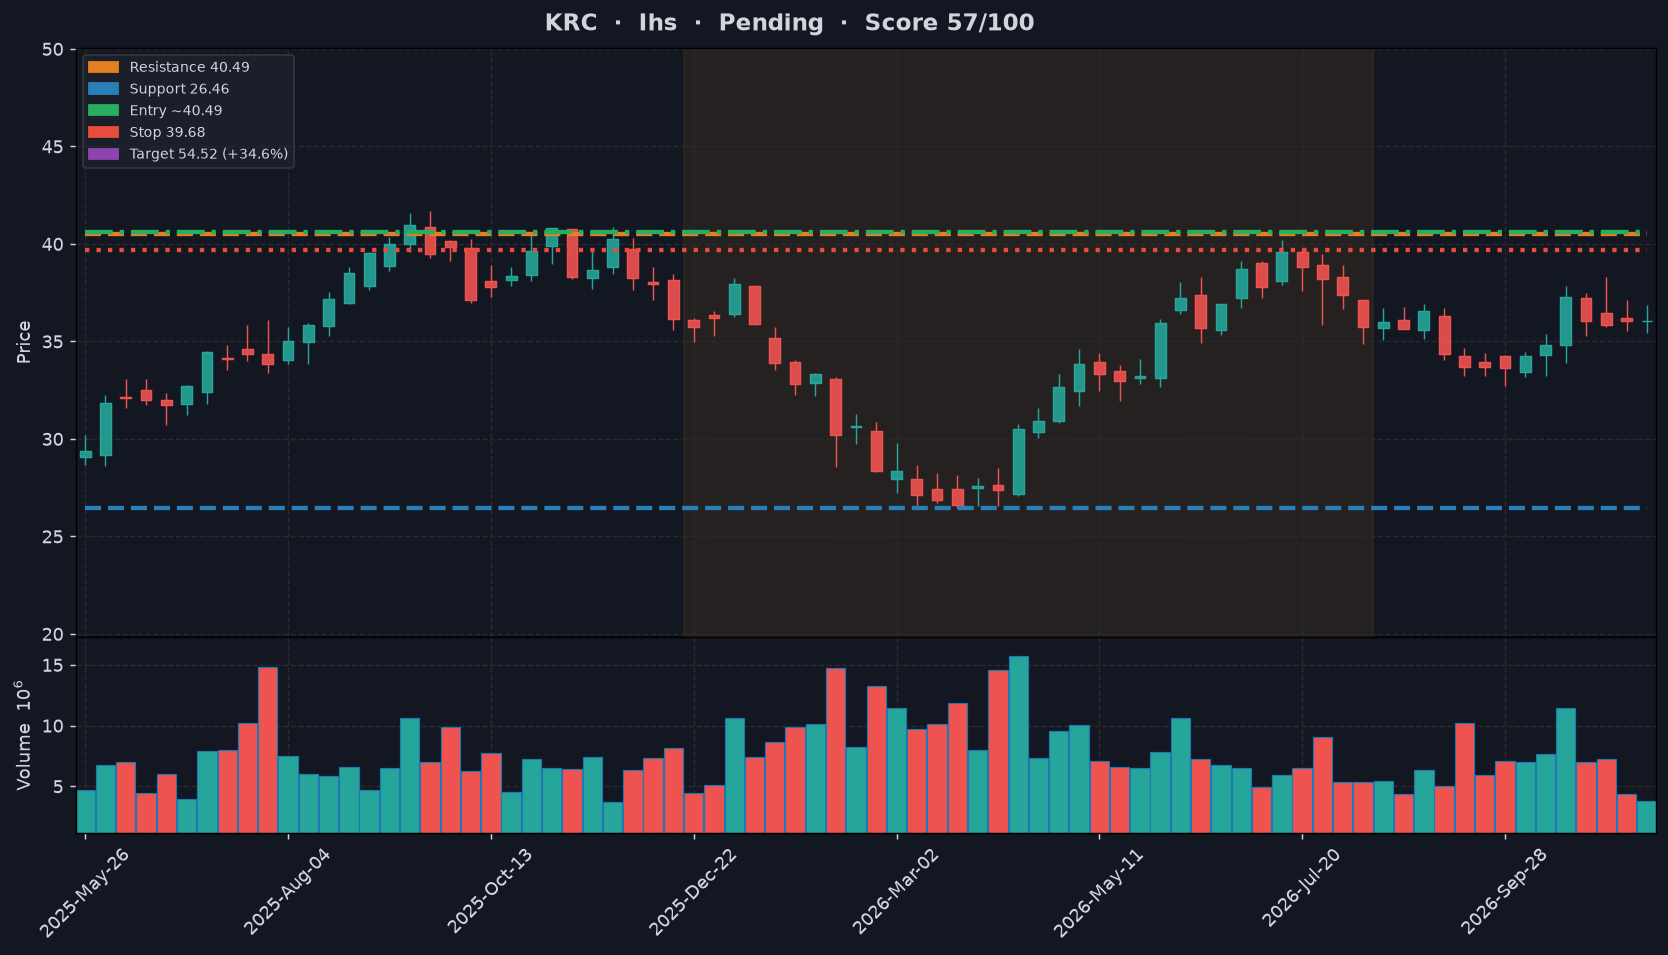 KRC · Ihs · Pending · Score 57/100
Resistance 40.49
Support 26.46
Entry ~40.49
Stop 39.68
Target 54.52 (+34.6%)
50
45
40
35
30
25
20
Price
15
10
5
Volume 10⁶
2025-May-26
2025-Aug-04
2025-Oct-13
2025-Dec-22
2026-Mar-02
2026-May-11
2026-Jul-20
2026-Sep-28